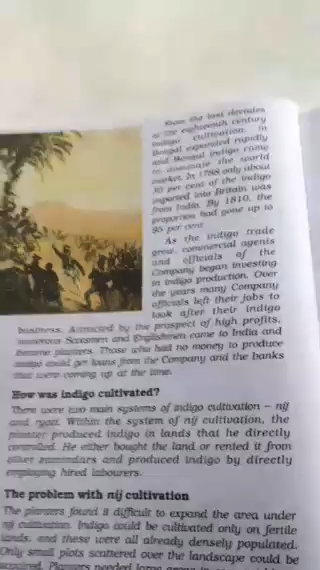 From the last decades
of the eighteenth century
indigo cultivation in
Bengal expanded rapidly
and Bengal indigo came
to dominate the world
market. In 1788 only about
30 per cent of the indigo
imported into Britain was
from India. By 1810, the
proportion had gone up to
95 per cent.
As the indigo trade
grew, commercial agents
and officials of the
Company began investing
in indigo production. Over
the years many Company
officials left their jobs to
look after their indigo
business. Attracted by the prospect of high profits,
numerous Scotsmen and Englishmen came to India and
became planters. Those who had no money to produce
indigo could get loans from the Company and the banks
that were coming up at the time.
How was indigo cultivated?
There were two main systems of indigo cultivation – nij
and ryoti. Within the system of nij cultivation, the
planter produced indigo in lands that he directly
controlled. He either bought the land or rented it from
other zamindars and produced indigo by directly
employing hired labourers.
The problem with nij cultivation
The planters found it difficult to expand the area under
nij cultivation. Indigo could be cultivated only on fertile
lands, and these were all already densely populated.
Only small plots scattered over the landscape could be
acquired. Planters needed large areas in